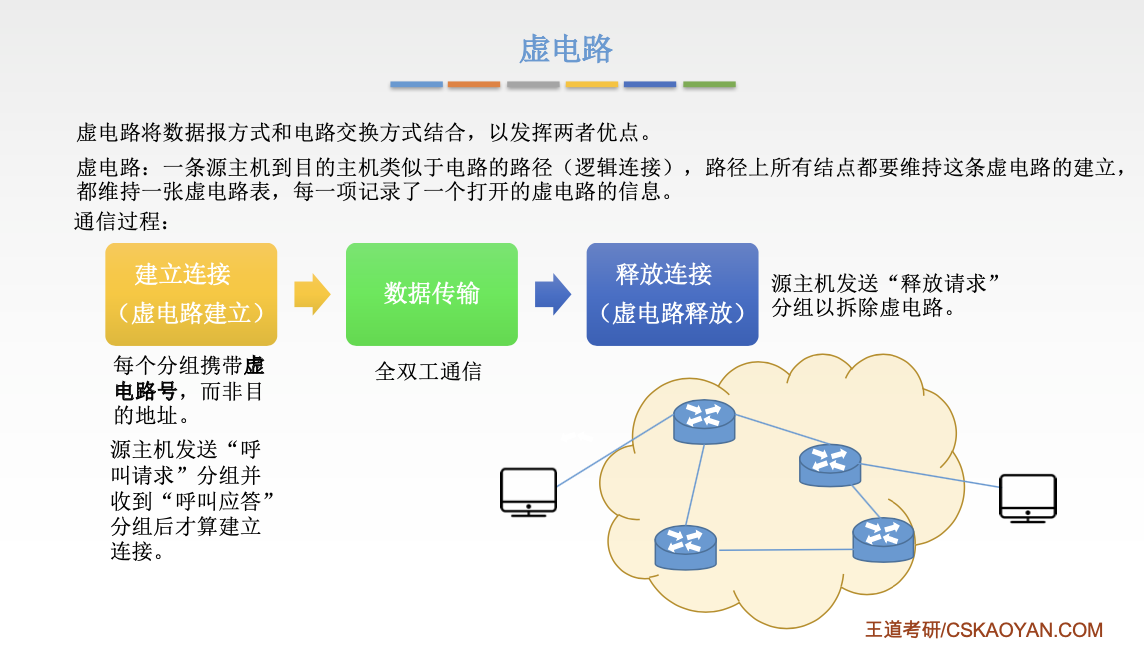 虚电路
虚电路将数据报方式和电路交换方式结合，以发挥两者优点。
虚电路：一条源主机到目的主机类似于电路的路径（逻辑连接），路径上所有结点都要维持这条虚电路的建立，
都维持一张虚电路表，每一项记录了一个打开的虚电路的信息。
通信过程：
建立连接
（虚电路建立）
数据传输
释放连接
（虚电路释放）
源主机发送“释放请求”
分组以拆除虚电路。
每个分组携带虚
电路号，而非目
的地址。
源主机发送“呼
叫请求”分组并
收到“呼叫应答”
分组后才算建立
连接。
全双工通信
王道考研/CSKAOYAN.COM